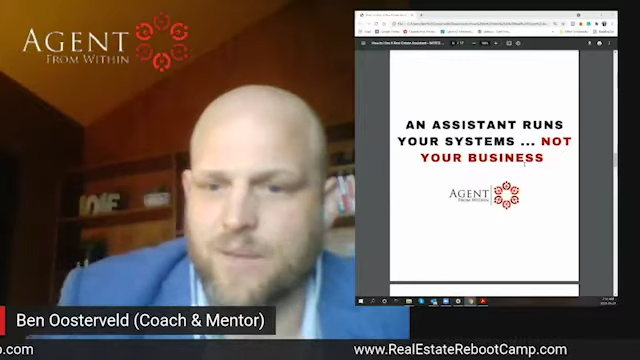 AGENT
FROM WITHIN
AN ASSISTANT RUNS
YOUR SYSTEMS ... NOT
YOUR BUSINESS
AGENT
FROM WITHIN
Ben Oosterveld (Coach & Mentor)
p.com
www.RealEstateRebootCamp.com